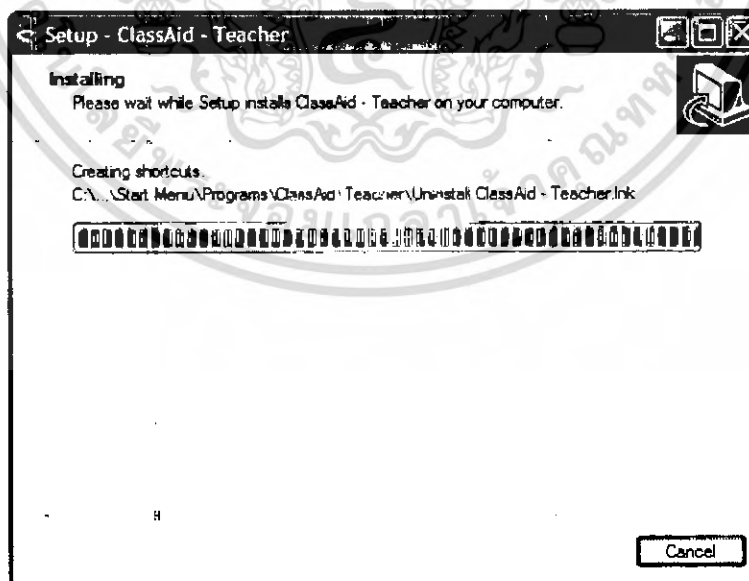 Setup - ClassAid - Teacher
Installing
Please wait while Setup installs ClassAid - Teacher on your computer.
Creating shortcuts.
C:\...\Start Menu\Programs\ClassAid Teacher\Uninstall ClassAid - Teacher.lnk
Cancel